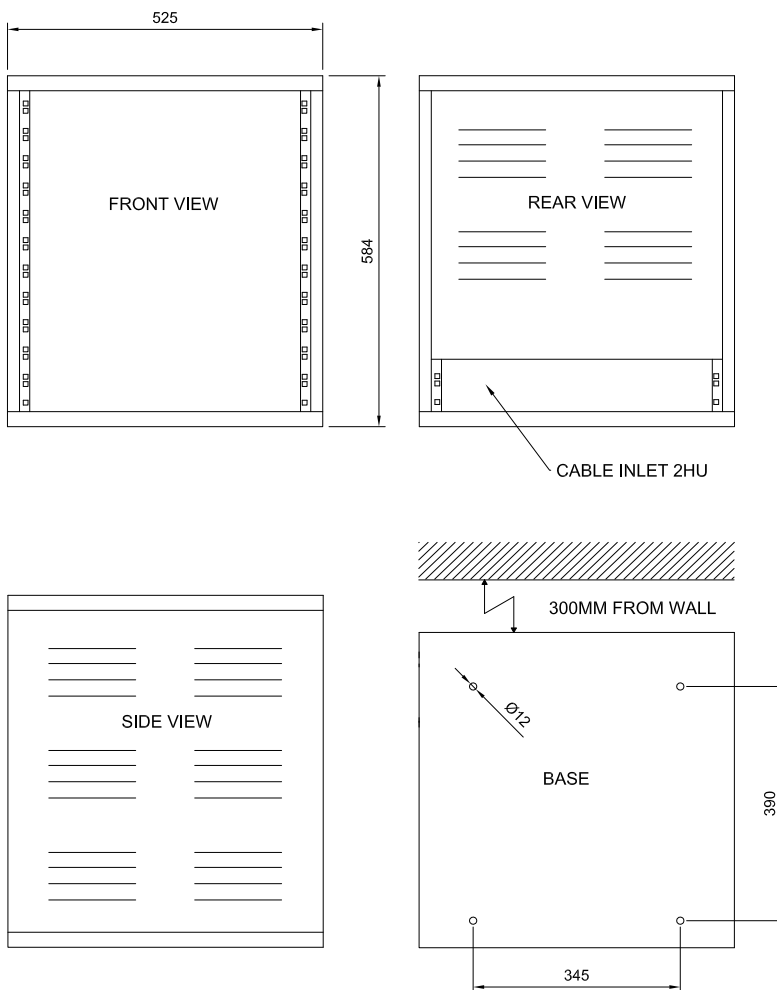 525
FRONT VIEW
584
REAR VIEW
CABLE INLET 2HU
300MM FROM WALL
SIDE VIEW
Ø12
BASE
390
345